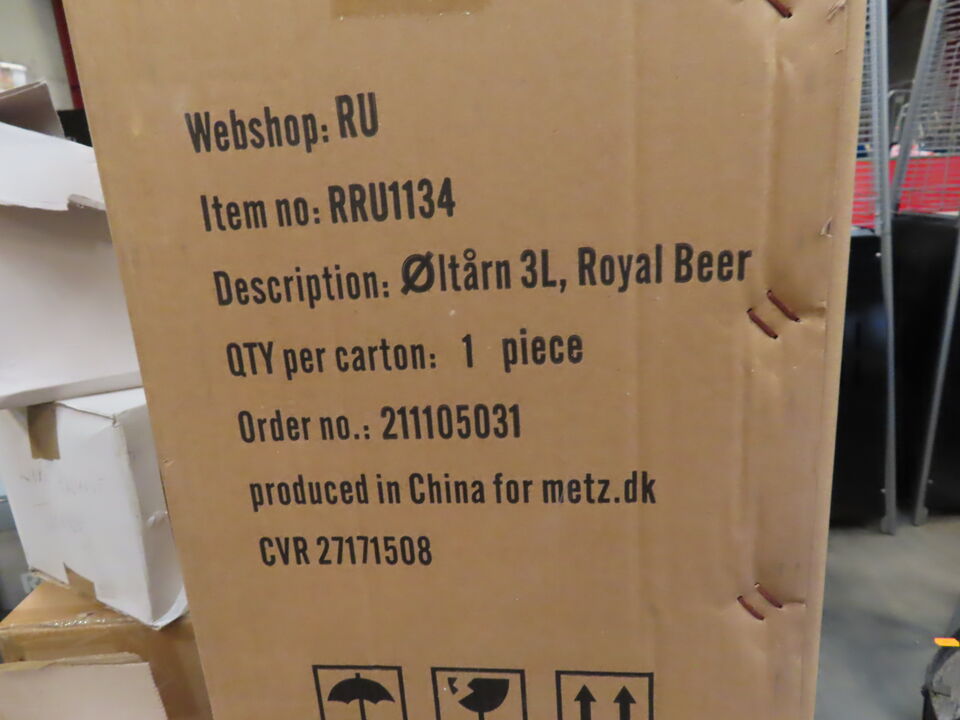 Webshop: RU
Item no: RRU1134
Description: Øltårn 3L, Royal Beer
QTY per carton: 1 piece
Order no.: 211105031
produced in China for metz.dk
CVR 27171508